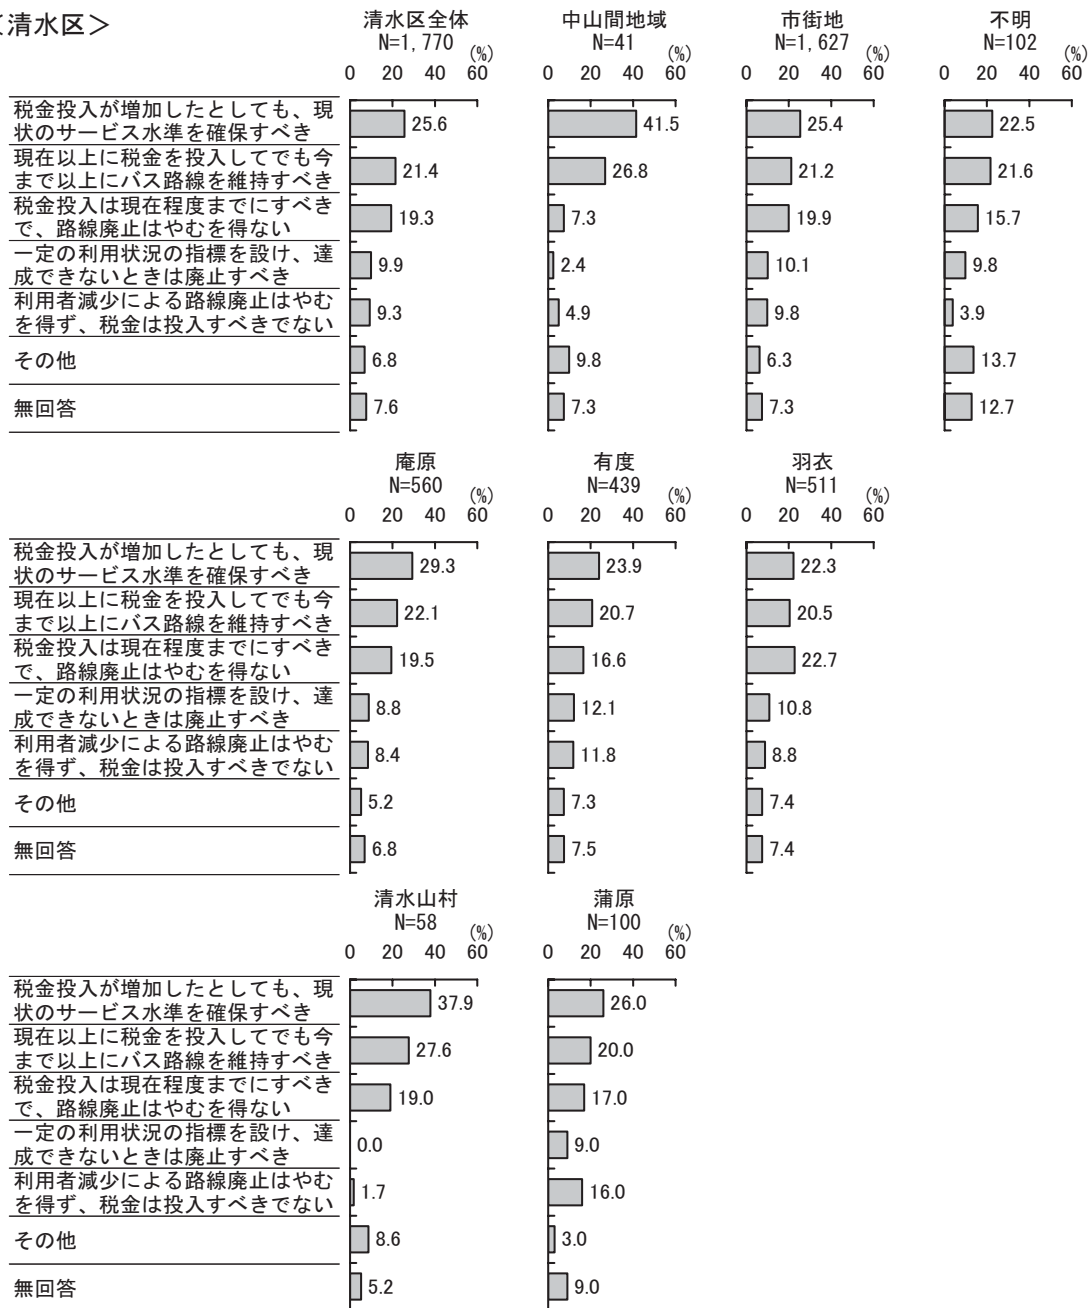 <清水区>
清水区全体 中山間地域 市街地 不明
N=1,770 N=41 N=1,627 N=102
(%) (%) (%) (%)
0 20 40 60 0 20 40 60 0 20 40 60 0 20 40 60
税金投入が増加したとしても、現
状のサービス水準を確保すべき 25.6 41.5 25.4 22.5
現在以上に税金を投入してでも今
まで以上にバス路線を維持すべき 21.4 26.8 21.2 21.6
税金投入は現在程度までにすべき
で、路線廃止はやむを得ない 19.3 7.3 19.9 15.7
一定の利用状況の指標を設け、達
成できないときは廃止すべき 9.9 2.4 10.1 9.8
利用者減少による路線廃止はやむ
を得ず、税金は投入すべきでない 9.3 4.9 9.8 3.9
その他 6.8 9.8 6.3 13.7
無回答 7.6 7.3 7.3 12.7
庵原 有度 羽衣
N=560 N=439 N=511
(%) (%) (%)
0 20 40 60 0 20 40 60 0 20 40 60
税金投入が増加したとしても、現
状のサービス水準を確保すべき 29.3 23.9 22.3
現在以上に税金を投入してでも今
まで以上にバス路線を維持すべき 22.1 20.7 20.5
税金投入は現在程度までにすべき
で、路線廃止はやむを得ない 19.5 16.6 22.7
一定の利用状況の指標を設け、達
成できないときは廃止すべき 8.8 12.1 10.8
利用者減少による路線廃止はやむ
を得ず、税金は投入すべきでない 8.4 11.8 8.8
その他 5.2 7.3 7.4
無回答 6.8 7.5 7.4
清水山村 蒲原
N=58 N=100
(%) (%)
0 20 40 60 0 20 40 60
税金投入が増加したとしても、現
状のサービス水準を確保すべき 37.9 26.0
現在以上に税金を投入してでも今
まで以上にバス路線を維持すべき 27.6 20.0
税金投入は現在程度までにすべき
で、路線廃止はやむを得ない 19.0 17.0
一定の利用状況の指標を設け、達
成できないときは廃止すべき 0.0 9.0
利用者減少による路線廃止はやむ
を得ず、税金は投入すべきでない 1.7 16.0
その他 8.6 3.0
無回答 5.2 9.0